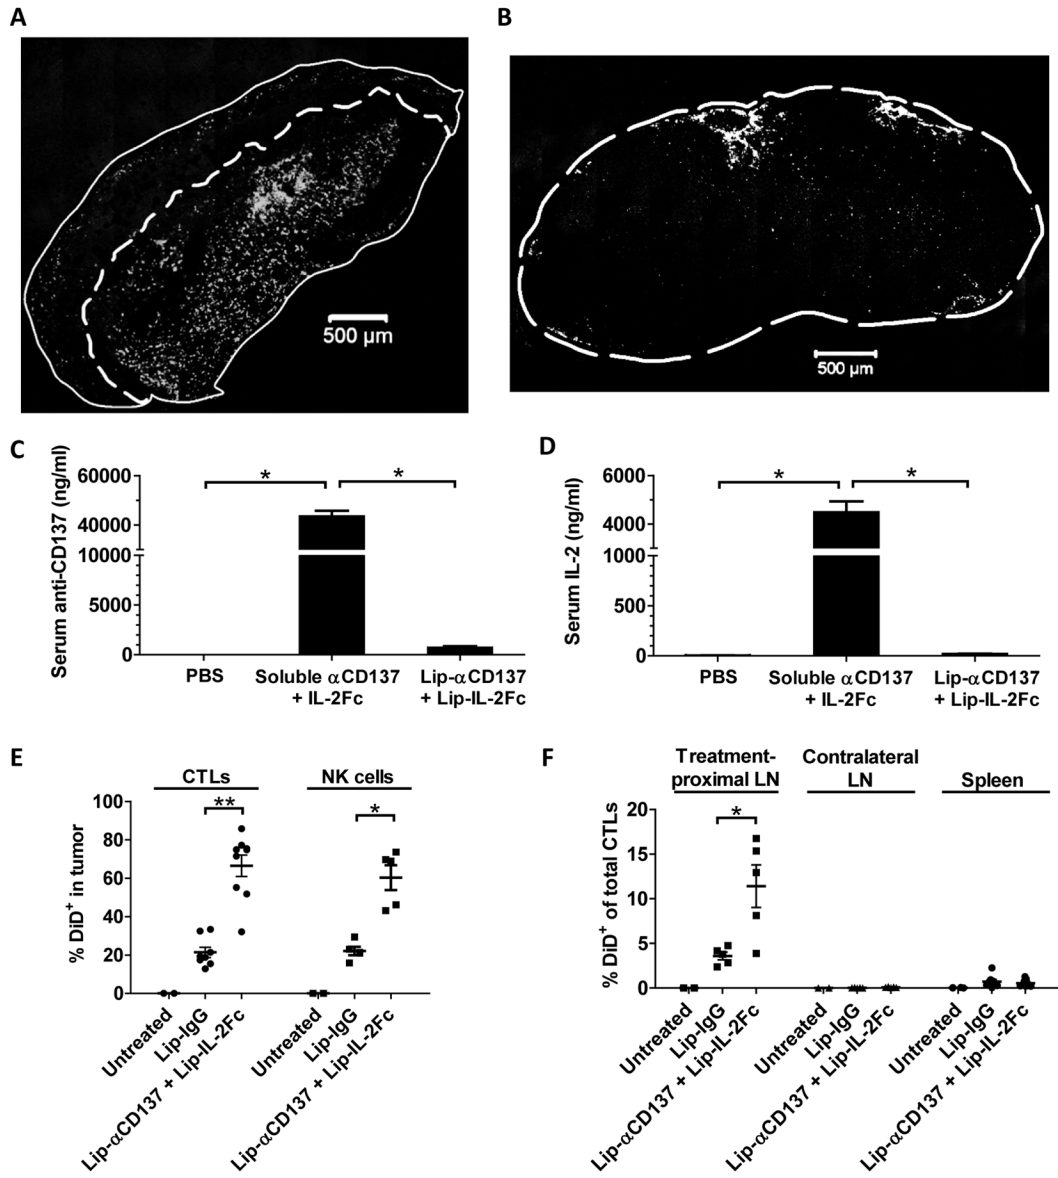 A
B
500 µm
500 µm
C
Serum anti-CD137 (ng/ml)
60000
40000
10000
5000
0
*
*
PBS
Soluble αCD137
+ IL-2Fc
Lip-αCD137
+ Lip-IL-2Fc
D
Serum IL-2 (ng/ml)
6000
4000
1000
500
0
*
*
PBS
Soluble αCD137
+ IL-2Fc
Lip-αCD137
+ Lip-IL-2Fc
E
CTLs
NK cells
% DiD+ in tumor
100
80
60
40
20
0
**
*
Untreated
Lip-IgG
Lip-αCD137 + Lip-IL-2Fc
Untreated
Lip-IgG
Lip-αCD137 + Lip-IL-2Fc
F
Treatment-
proximal LN
Contralateral
LN
Spleen
% DiD+ of total CTLs
20
15
10
5
0
*
Untreated
Lip-IgG
Lip-αCD137 + Lip-IL-2Fc
Untreated
Lip-IgG
Lip-αCD137 + Lip-IL-2Fc
Untreated
Lip-IgG
Lip-αCD137 + Lip-IL-2Fc